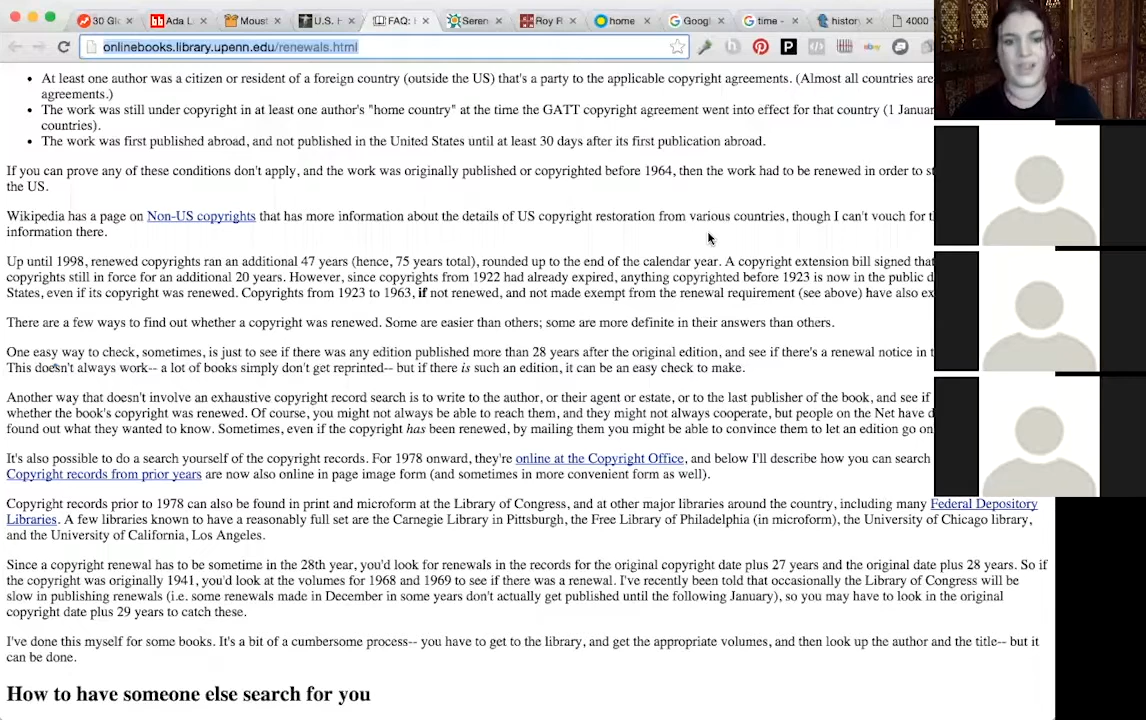 30 Gl
Ada L
Moust
U.S. H
FAQ:
Seren
Roy R
home
Googl
time -
histor
4000
onlinebooks.library.upenn.edu/renewals.html
• At least one author was a citizen or resident of a foreign country (outside the US) that's a party to the applicable copyright agreements. (Almost all countries are
agreements.)
• The work was still under copyright in at least one author's "home country" at the time the GATT copyright agreement went into effect for that country (1 Januar
countries).
• The work was first published abroad, and not published in the United States until at least 30 days after its first publication abroad.
If you can prove any of these conditions don't apply, and the work was originally published or copyrighted before 1964, then the work had to be renewed in order to st
the US.
Wikipedia has a page on Non-US copyrights that has more information about the details of US copyright restoration from various countries, though I can't vouch for t
information there.
Up until 1998, renewed copyrights ran an additional 47 years (hence, 75 years total), rounded up to the end of the calendar year. A copyright extension bill signed that
copyrights still in force for an additional 20 years. However, since copyrights from 1922 had already expired, anything copyrighted before 1923 is now in the public d
States, even if its copyright was renewed. Copyrights from 1923 to 1963, if not renewed, and not made exempt from the renewal requirement (see above) have also ex
There are a few ways to find out whether a copyright was renewed. Some are easier than others; some are more definite in their answers than others.
One easy way to check, sometimes, is just to see if there was any edition published more than 28 years after the original edition, and see if there's a renewal notice in t
This doesn't always work-- a lot of books simply don't get reprinted-- but if there is such an edition, it can be an easy check to make.
Another way that doesn't involve an exhaustive copyright record search is to write to the author, or their agent or estate, or to the last publisher of the book, and see if
whether the book's copyright was renewed. Of course, you might not always be able to reach them, and they might not always cooperate, but people on the Net have d
found out what they wanted to know. Sometimes, even if the copyright has been renewed, by mailing them you might be able to convince them to let an edition go on
It's also possible to do a search yourself of the copyright records. For 1978 onward, they're online at the Copyright Office, and below I'll describe how you can search
Copyright records from prior years are now also online in page image form (and sometimes in more convenient form as well).
Copyright records prior to 1978 can also be found in print and microform at the Library of Congress, and at other major libraries around the country, including many Federal Depository
Libraries. A few libraries known to have a reasonably full set are the Carnegie Library in Pittsburgh, the Free Library of Philadelphia (in microform), the University of Chicago library,
and the University of California, Los Angeles.
Since a copyright renewal has to be sometime in the 28th year, you'd look for renewals in the records for the original copyright date plus 27 years and the original date plus 28 years. So if
the copyright was originally 1941, you'd look at the volumes for 1968 and 1969 to see if there was a renewal. I've recently been told that occasionally the Library of Congress will be
slow in publishing renewals (i.e. some renewals made in December in some years don't actually get published until the following January), so you may have to look in the original
copyright date plus 29 years to catch these.
I've done this myself for some books. It's a bit of a cumbersome process-- you have to get to the library, and get the appropriate volumes, and then look up the author and the title-- but it
can be done.
How to have someone else search for you